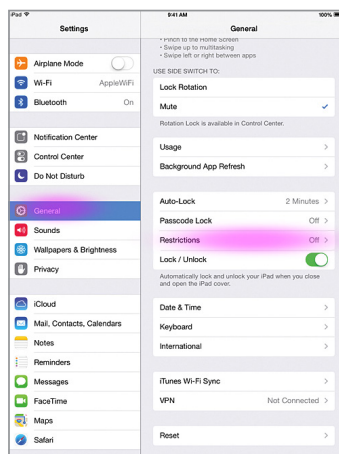 iPad
9:41 AM
100%
Settings
General
Airplane Mode
Wi-Fi AppleWiFi
Bluetooth On
Notification Center
Control Center
Do Not Disturb
General
Sounds
Wallpapers & Brightness
Privacy
iCloud
Mail, Contacts, Calendars
Notes
Reminders
Messages
FaceTime
Maps
Safari
• Pinch to the Home Screen
• Swipe up to multitasking
• Swipe left or right between apps
USE SIDE SWITCH TO:
Lock Rotation
Mute
Rotation Lock is available in Control Center.
Usage
Background App Refresh
Auto-Lock 2 Minutes
Passcode Lock Off
Restrictions Off
Lock / Unlock
Automatically lock and unlock your iPad when you close
and open the iPad cover.
Date & Time
Keyboard
International
iTunes Wi-Fi Sync
VPN Not Connected
Reset